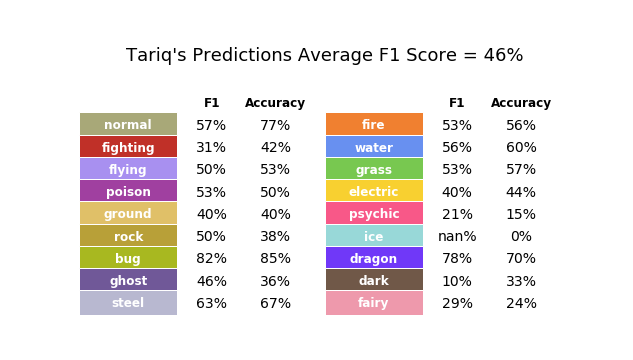 Tariq's Predictions Average F1 Score = 46%
F1 Accuracy F1 Accuracy
normal 57% 77% fire 53% 56%
fighting 31% 42% water 56% 60%
flying 50% 53% grass 53% 57%
poison 53% 50% electric 40% 44%
ground 40% 40% psychic 21% 15%
rock 50% 38% ice nan% 0%
bug 82% 85% dragon 78% 70%
ghost 46% 36% dark 10% 33%
steel 63% 67% fairy 29% 24%